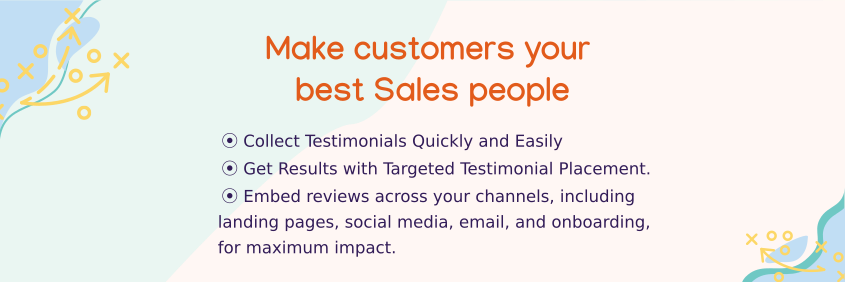 Make customers your
best Sales people
⦿ Collect Testimonials Quickly and Easily
⦿ Get Results with Targeted Testimonial Placement.
⦿ Embed reviews across your channels, including
landing pages, social media, email, and onboarding,
for maximum impact.